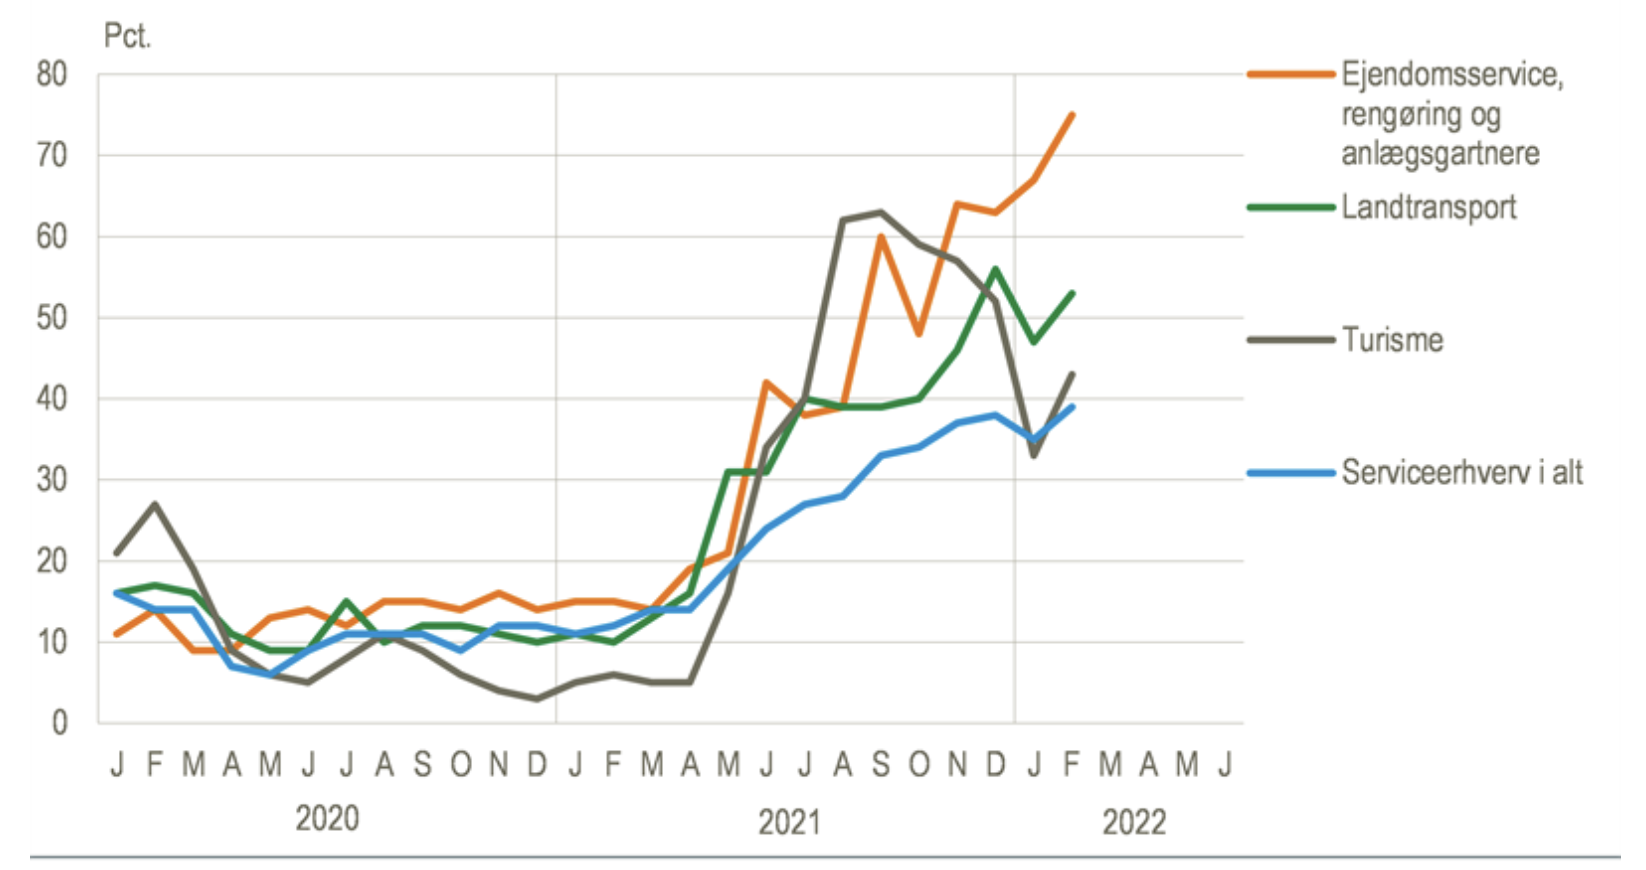 Pct.
80
70
60
50
40
30
20
10
0
J F M A M J J A S O N D J F M A M J J A S O N D J F M A M J
2020 2021 2022
Ejendomsservice,
rengøring og
anlægsgartnere
Landtransport
Turisme
Serviceerhverv i alt